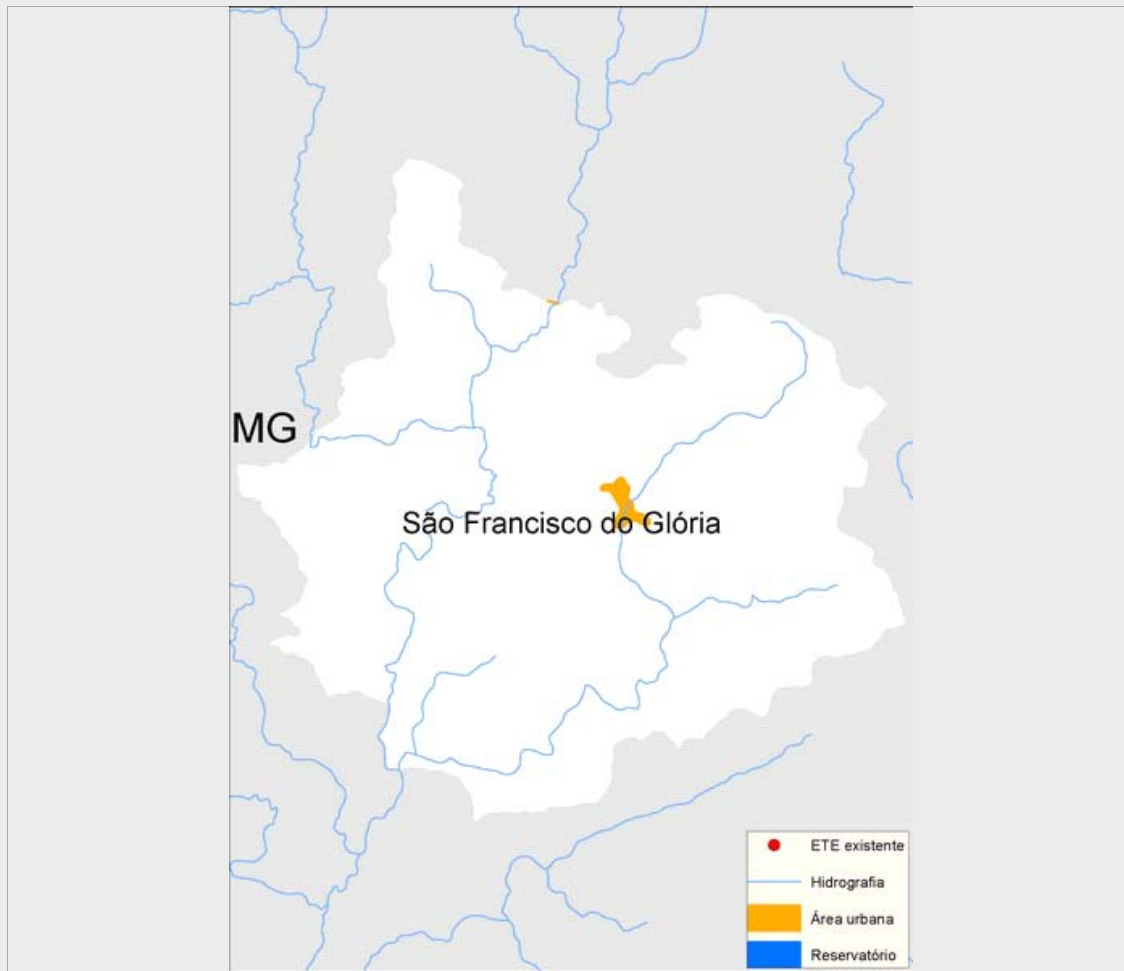 MG
São Francisco do Glória
ETE existente
Hidrografia
Área urbana
Reservatório